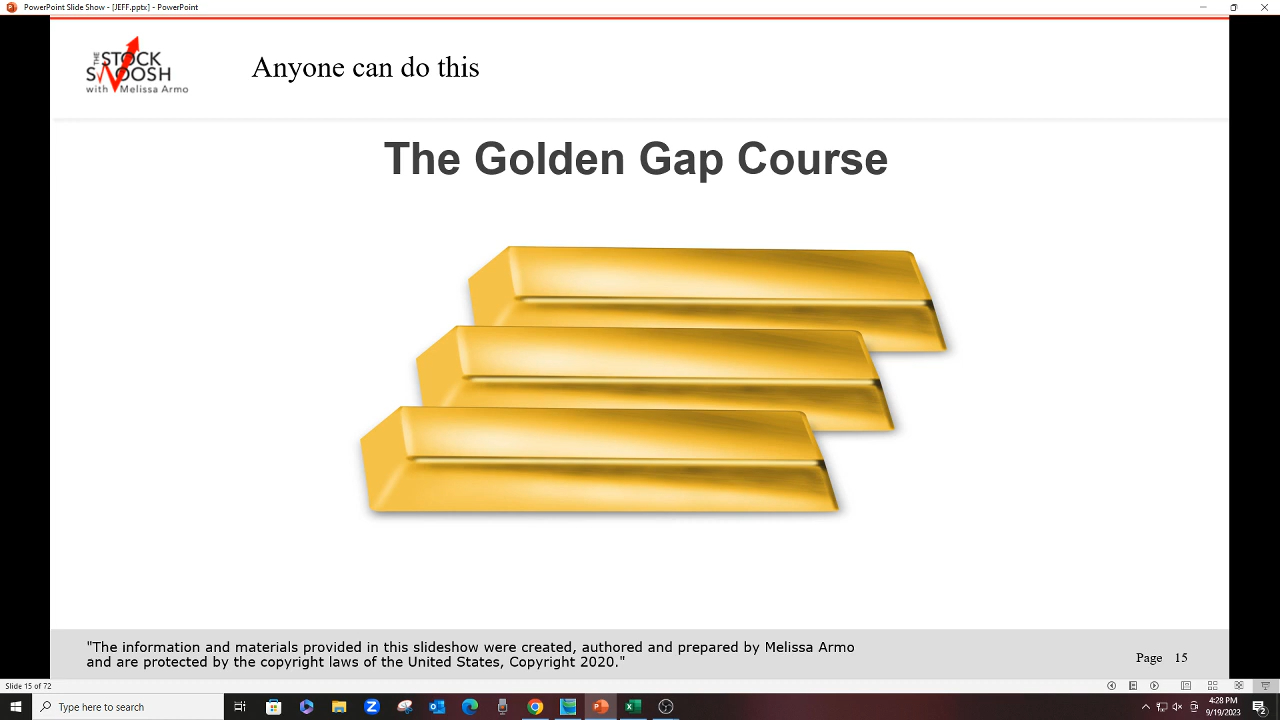 PowerPoint Slide Show - [JEFF.pptx] - PowerPoint
THE STOCK
SWOOSH
with Melissa Armo
Anyone can do this
The Golden Gap Course
"The information and materials provided in this slideshow were created, authored and prepared by Melissa Armo
and are protected by the copyright laws of the United States, Copyright 2020."
Page 15
Slide 15 of 72
Type here to search
4:28 PM
9/19/2023
2